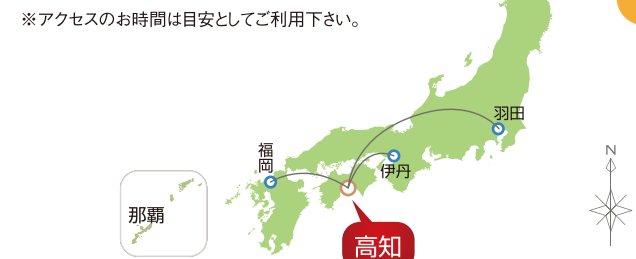 ※アクセスのお時間は目安としてご利用下さい。
羽田
福岡
伊丹
那覇
高知
N